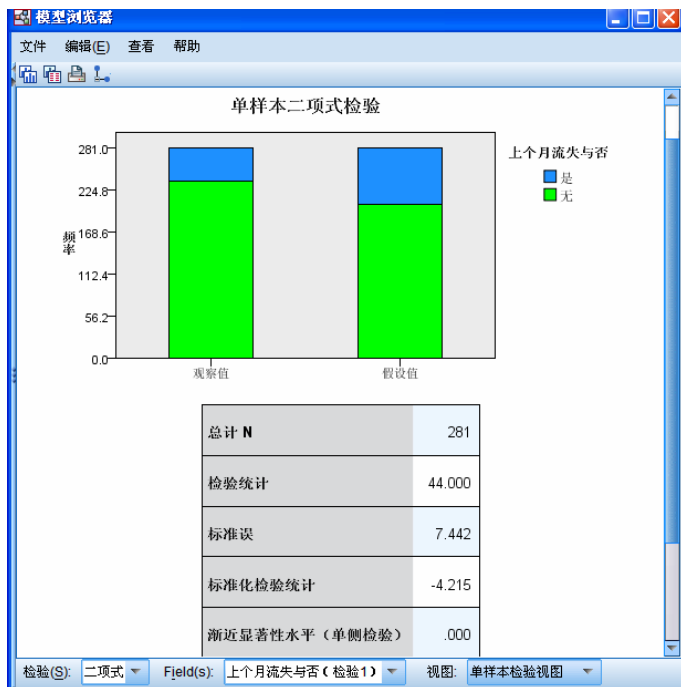 模型浏览器
文件 编辑(E) 查看 帮助
单样本二项式检验
281.0
224.8
168.6
112.4
56.2
0.0
频率
观察值 假设值
上个月流失与否
是
无
总计 N 281
检验统计 44.000
标准误 7.442
标准化检验统计 -4.215
渐近显著性水平（单侧检验） .000
检验(S): 二项式 Field(s): 上个月流失与否（检验1） 视图: 单样本检验视图